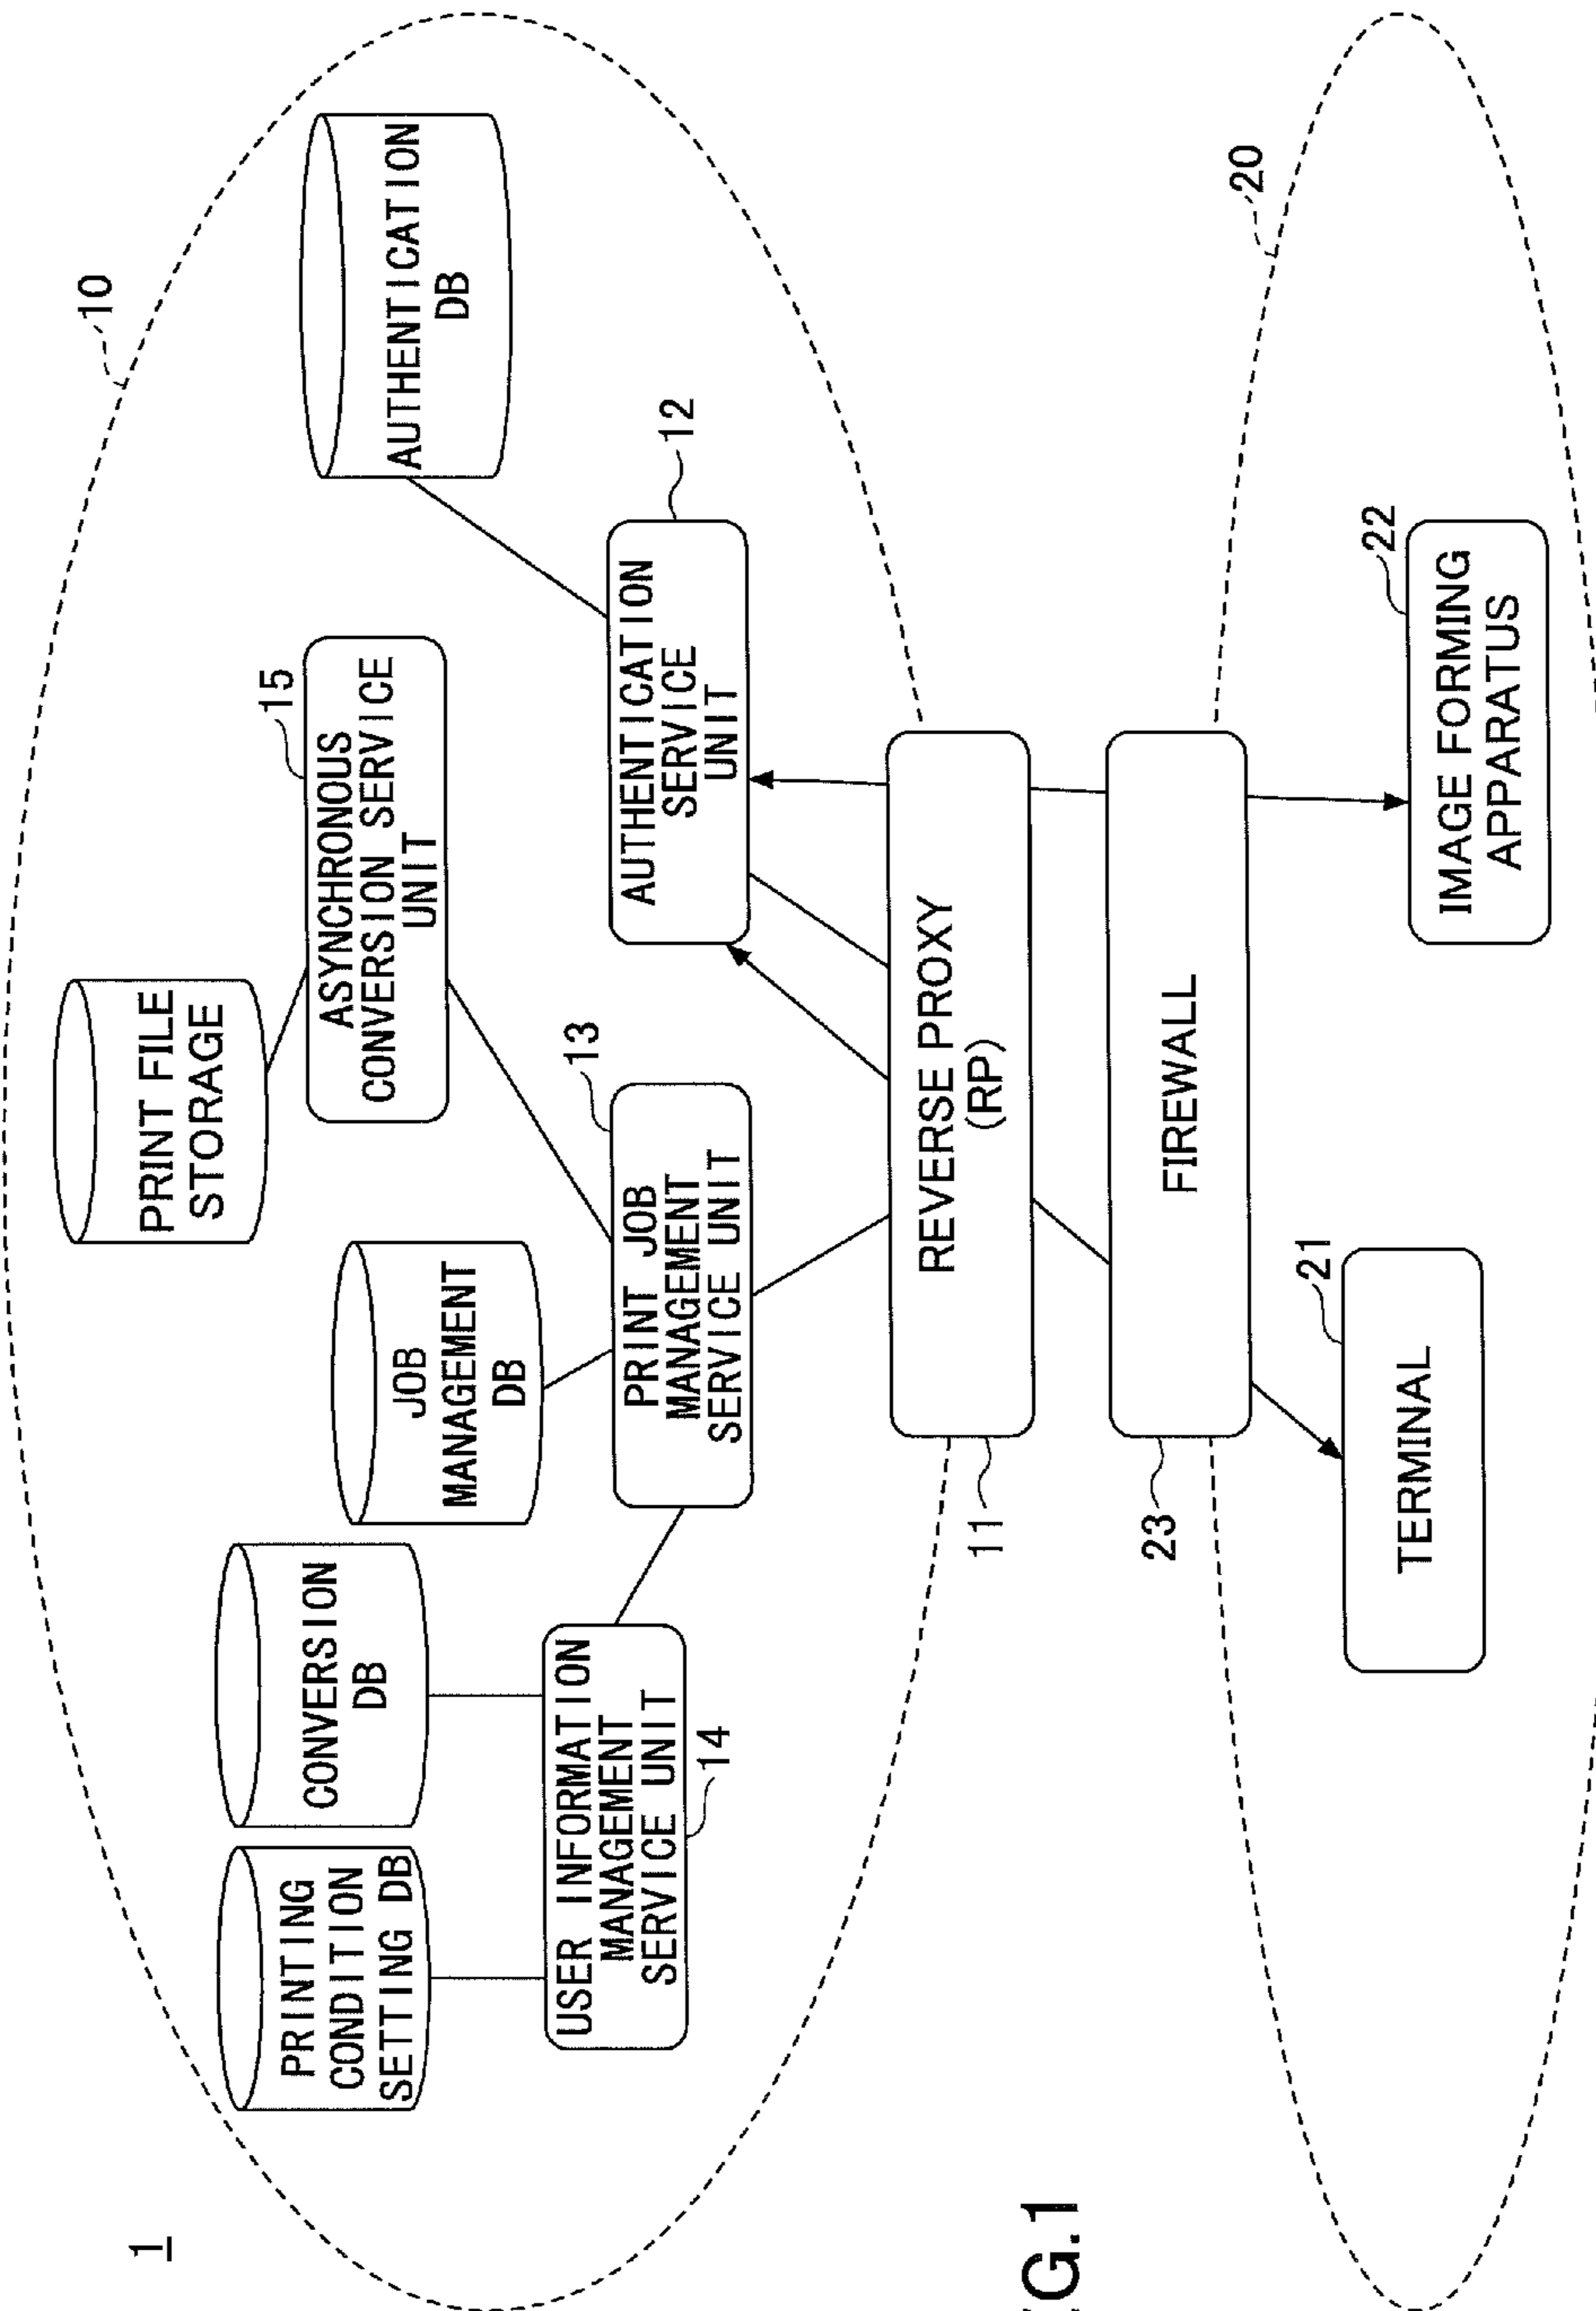 1
10
PRINTING
CONDITION
SETTING DB
CONVERSION
DB
JOB
MANAGEMENT
DB
PRINT FILE
STORAGE
15
ASYNCHRONOUS
CONVERSION SERVICE
UNIT
AUTHENTICATION
DB
USER INFORMATION
MANAGEMENT
SERVICE UNIT
14
13
PRINT JOB
MANAGEMENT
SERVICE UNIT
12
AUTHENTICATION
SERVICE
UNIT
REVERSE PROXY
(RP)
11
FIREWALL
23
20
21
TERMINAL
22
IMAGE FORMING
APPARATUS
IG.1